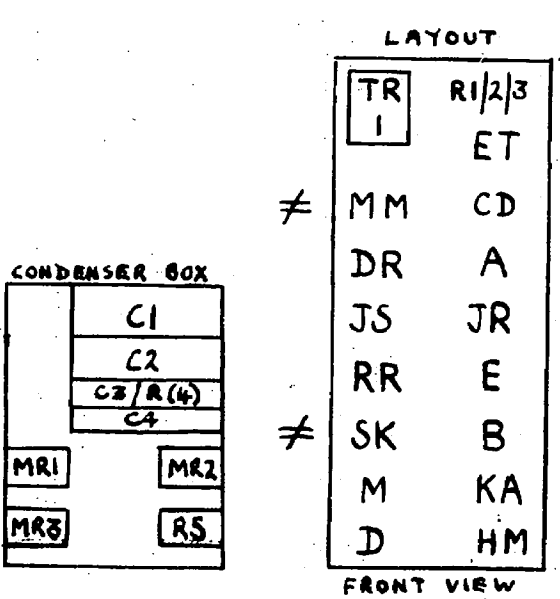 LAYOUT
TR R1/2/3
1
ET
≠ MM CD
DR A
JS JR
RR E
≠ SK B
M KA
D HM
FRONT VIEW
CONDENSER BOX
C1
C2
C3/R(4)
C4
MR1 MR2
MR3 R5